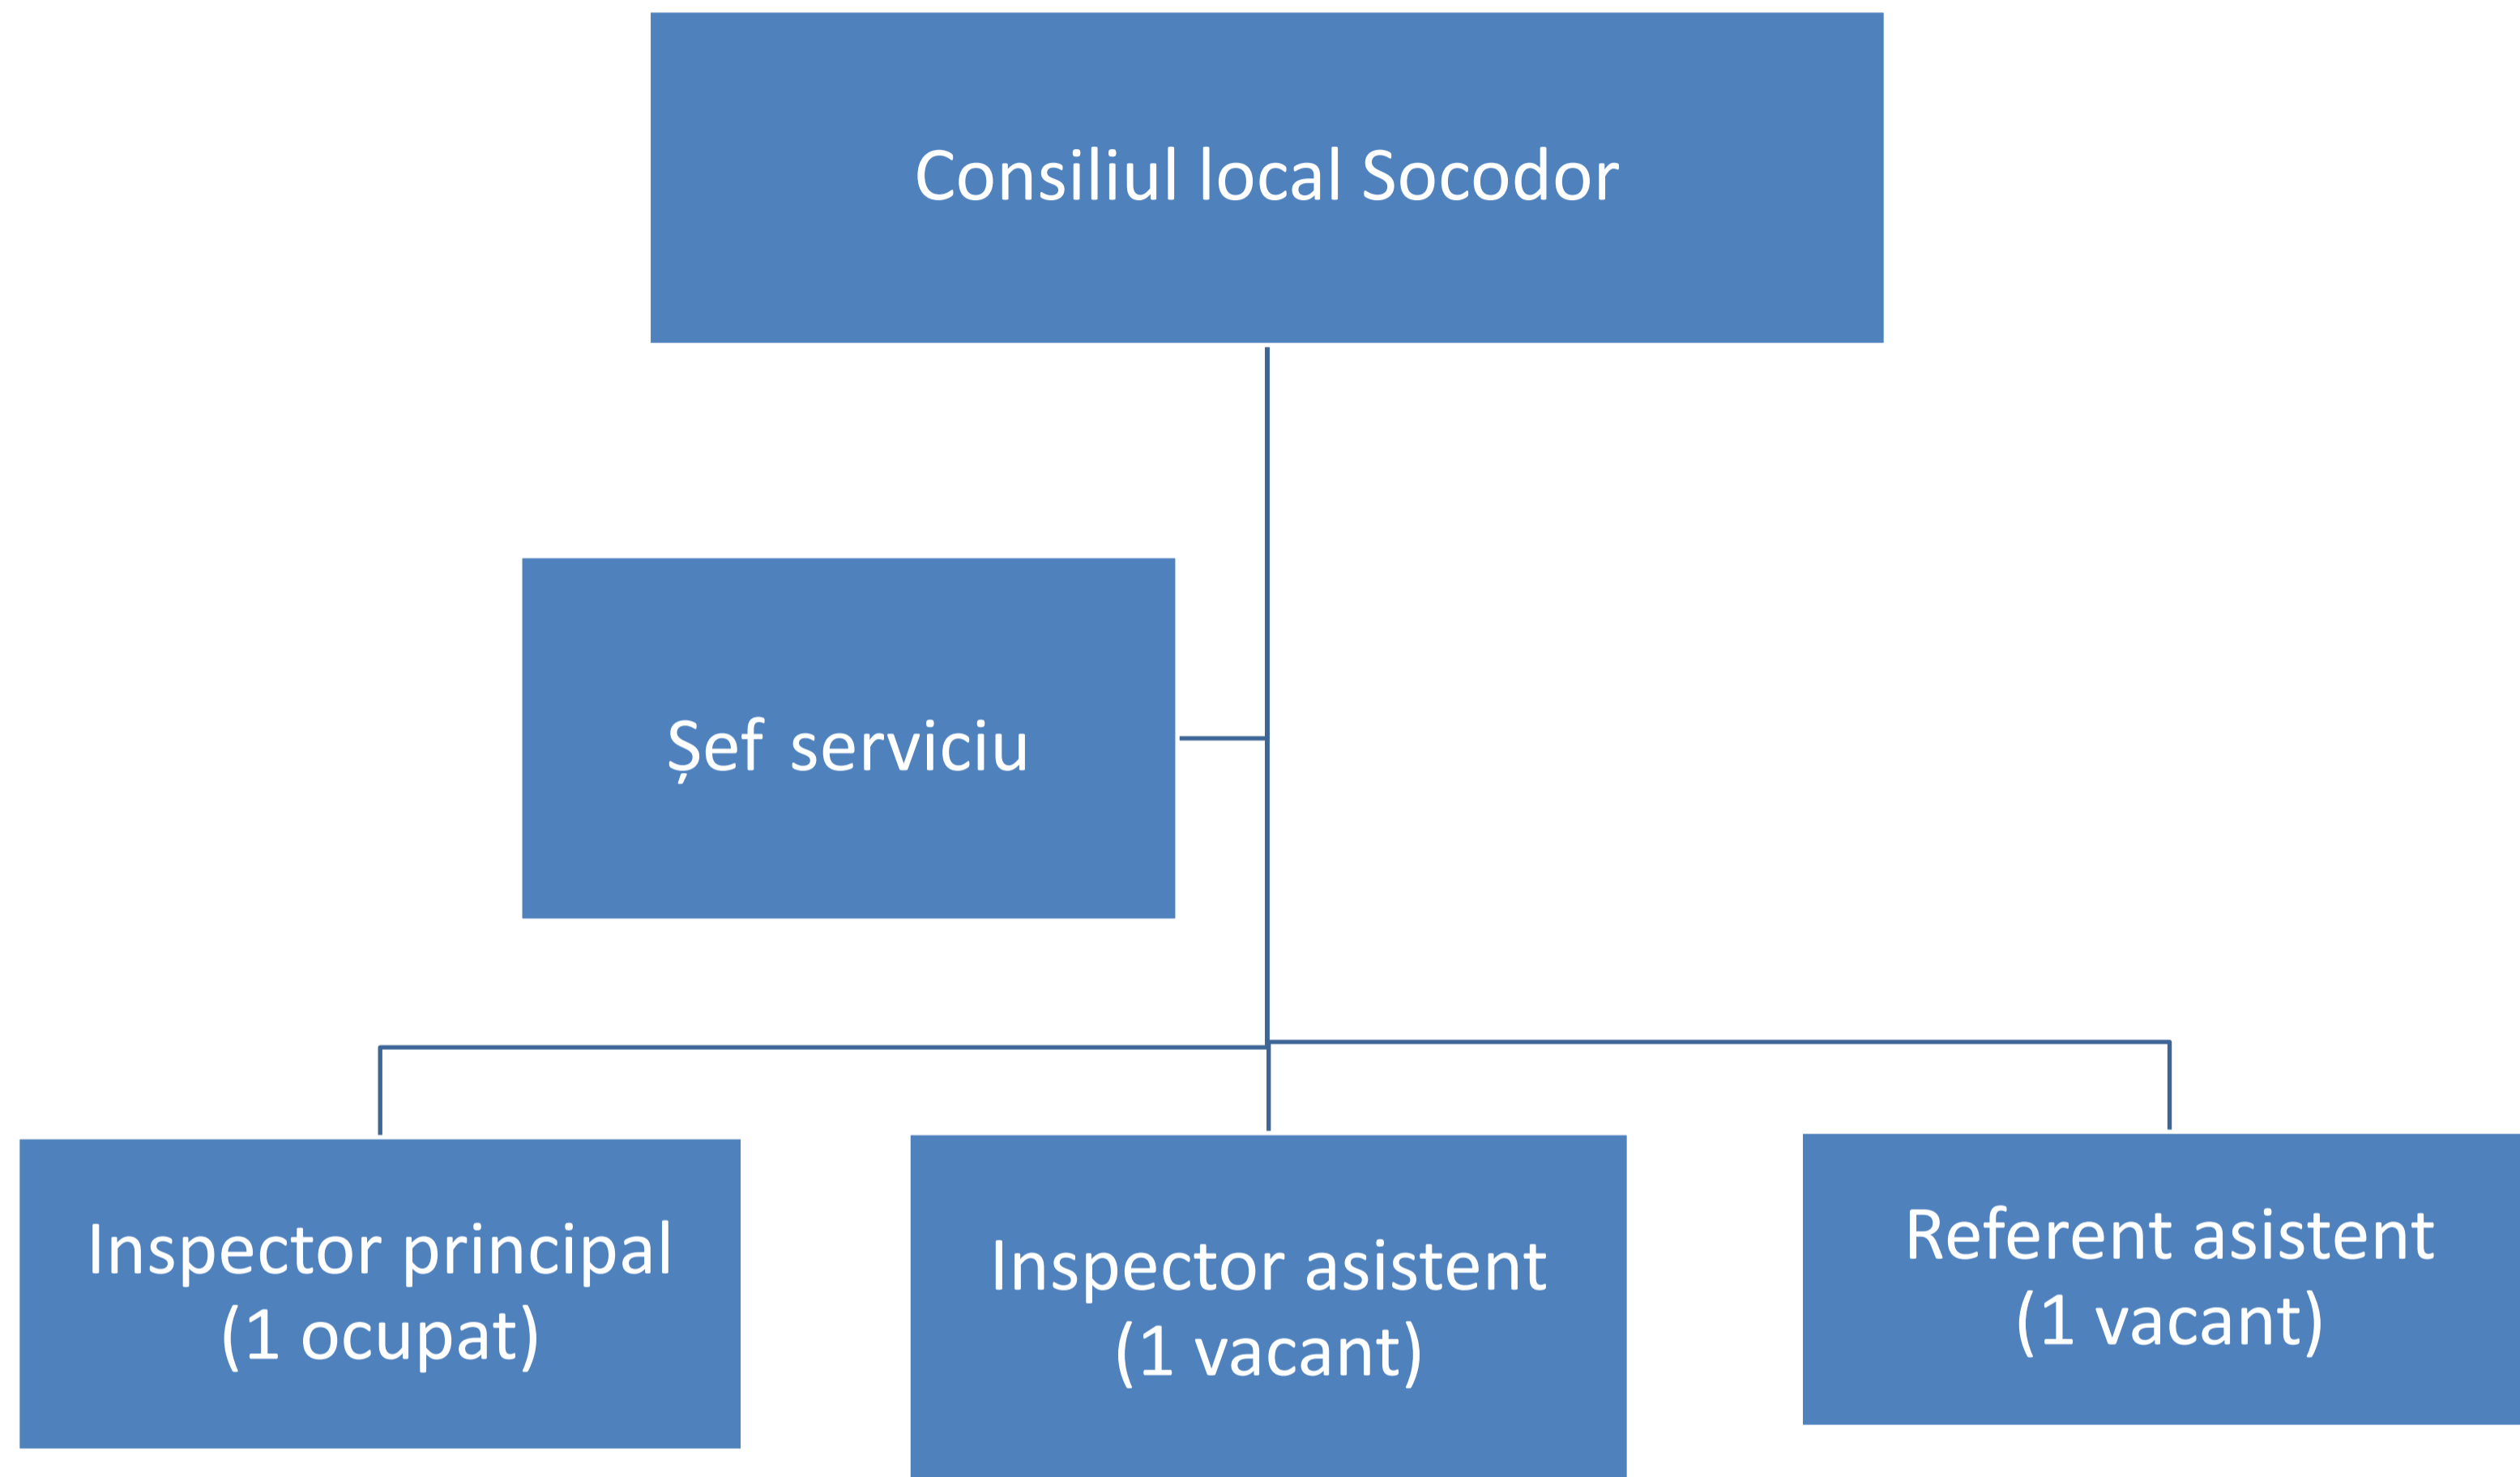 Consiliul local Socodor
Șef serviciu
Inspector principal
(1 ocupat)
Inspector asistent
(1 vacant)
Referent asistent
(1 vacant)